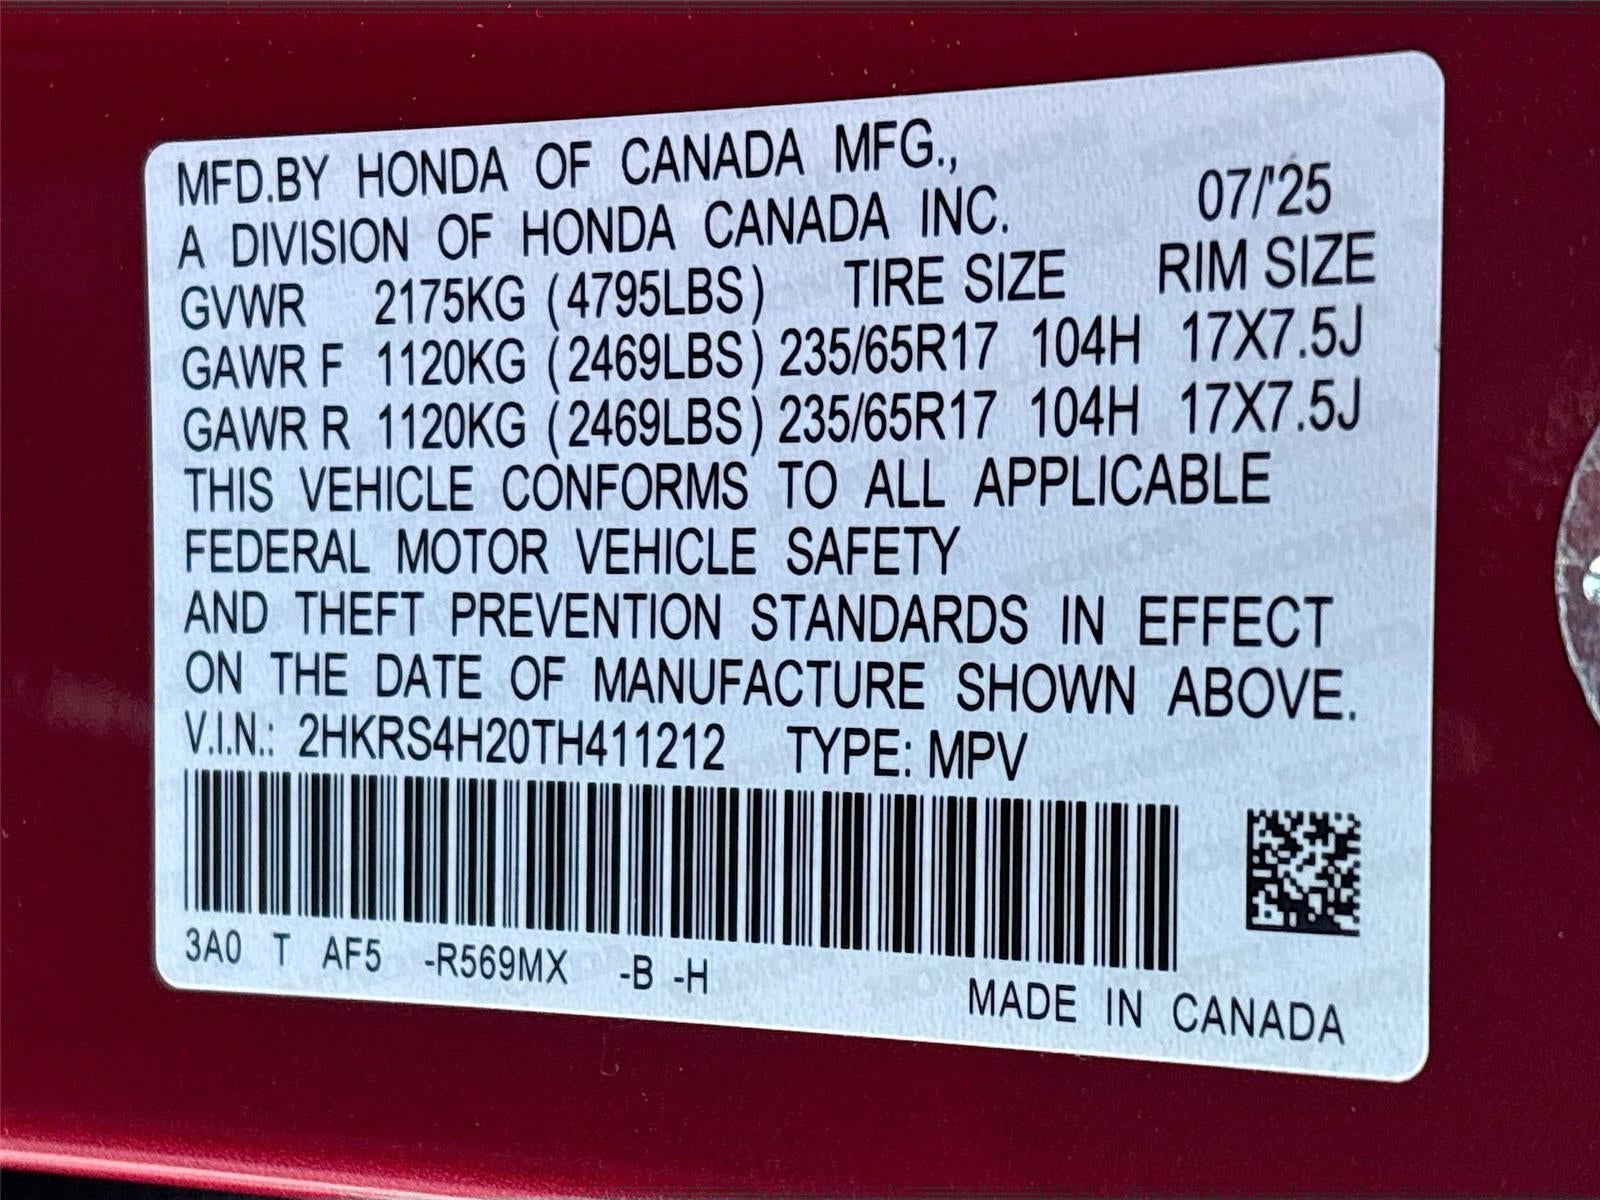 MFD.BY HONDA OF CANADA MFG.,
A DIVISION OF HONDA CANADA INC. 07/'25
GVWR 2175KG (4795LBS) TIRE SIZE RIM SIZE
GAWR F 1120KG (2469LBS) 235/65R17 104H 17X7.5J
GAWR R 1120KG (2469LBS) 235/65R17 104H 17X7.5J
THIS VEHICLE CONFORMS TO ALL APPLICABLE
FEDERAL MOTOR VEHICLE SAFETY
AND THEFT PREVENTION STANDARDS IN EFFECT
ON THE DATE OF MANUFACTURE SHOWN ABOVE.
V.I.N.: 2HKRS4H20TH411212 TYPE: MPV
3A0 T AF5 -R569MX -B -H
MADE IN CANADA